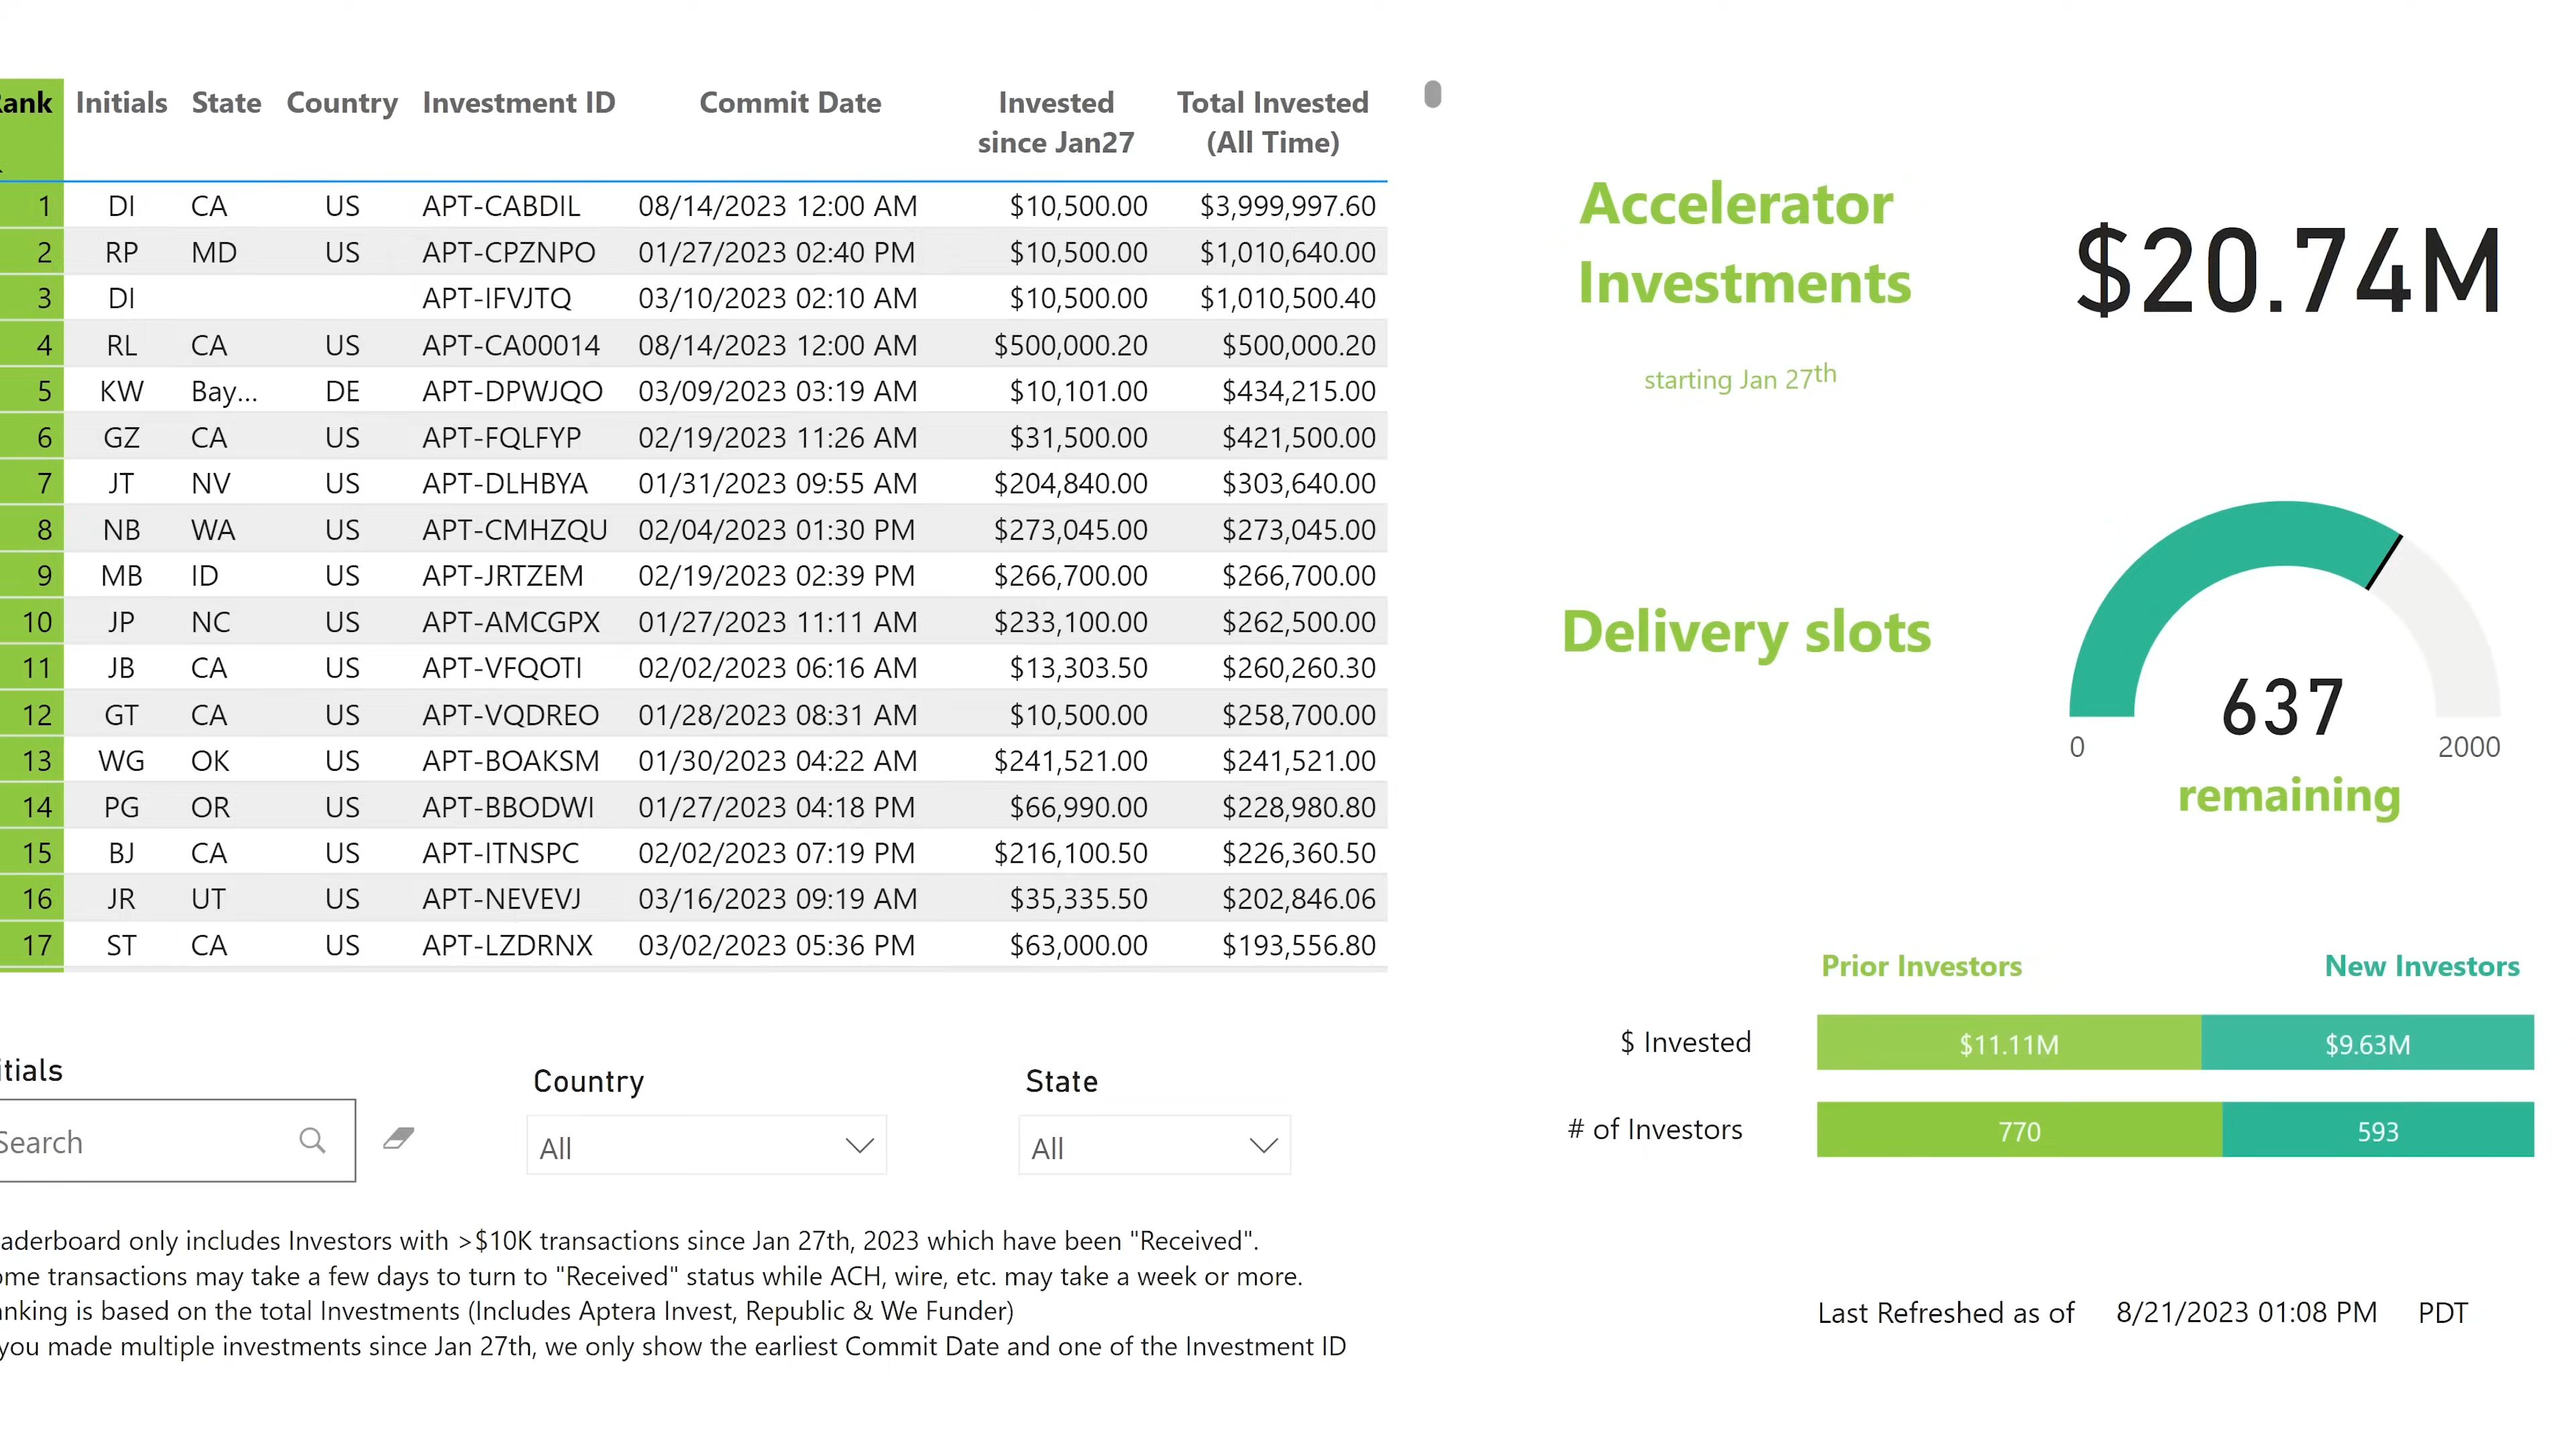 ank Initials State Country Investment ID Commit Date Invested since Jan27 Total Invested (All Time)
1 DI CA US APT-CABDIL 08/14/2023 12:00 AM $10,500.00 $3,999,997.60
2 RP MD US APT-CPZNPO 01/27/2023 02:40 PM $10,500.00 $1,010,640.00
3 DI APT-IFVJTQ 03/10/2023 02:10 AM $10,500.00 $1,010,500.40
4 RL CA US APT-CA00014 08/14/2023 12:00 AM $500,000.20 $500,000.20
5 KW Bay... DE APT-DPWJQO 03/09/2023 03:19 AM $10,101.00 $434,215.00
6 GZ CA US APT-FQLFYP 02/19/2023 11:26 AM $31,500.00 $421,500.00
7 JT NV US APT-DLHBYA 01/31/2023 09:55 AM $204,840.00 $303,640.00
8 NB WA US APT-CMHZQU 02/04/2023 01:30 PM $273,045.00 $273,045.00
9 MB ID US APT-JRTZEM 02/19/2023 02:39 PM $266,700.00 $266,700.00
10 JP NC US APT-AMCGPX 01/27/2023 11:11 AM $233,100.00 $262,500.00
11 JB CA US APT-VFQOTI 02/02/2023 06:16 AM $13,303.50 $260,260.30
12 GT CA US APT-VQDREO 01/28/2023 08:31 AM $10,500.00 $258,700.00
13 WG OK US APT-BOAKSM 01/30/2023 04:22 AM $241,521.00 $241,521.00
14 PG OR US APT-BBODWI 01/27/2023 04:18 PM $66,990.00 $228,980.80
15 BJ CA US APT-ITNSPC 02/02/2023 07:19 PM $216,100.50 $226,360.50
16 JR UT US APT-NEVEVJ 03/16/2023 09:19 AM $35,335.50 $202,846.06
17 ST CA US APT-LZDRNX 03/02/2023 05:36 PM $63,000.00 $193,556.80
itials
Search
Country
All
State
All
aderboard only includes Investors with >$10K transactions since Jan 27th, 2023 which have been "Received".
ome transactions may take a few days to turn to "Received" status while ACH, wire, etc. may take a week or more.
anking is based on the total Investments (Includes Aptera Invest, Republic & We Funder)
you made multiple investments since Jan 27th, we only show the earliest Commit Date and one of the Investment ID
Accelerator
Investments
starting Jan 27th
$20.74M
Delivery slots
637
0 2000
remaining
Prior Investors New Investors
$ Invested $11.11M $9.63M
# of Investors 770 593
Last Refreshed as of 8/21/2023 01:08 PM PDT